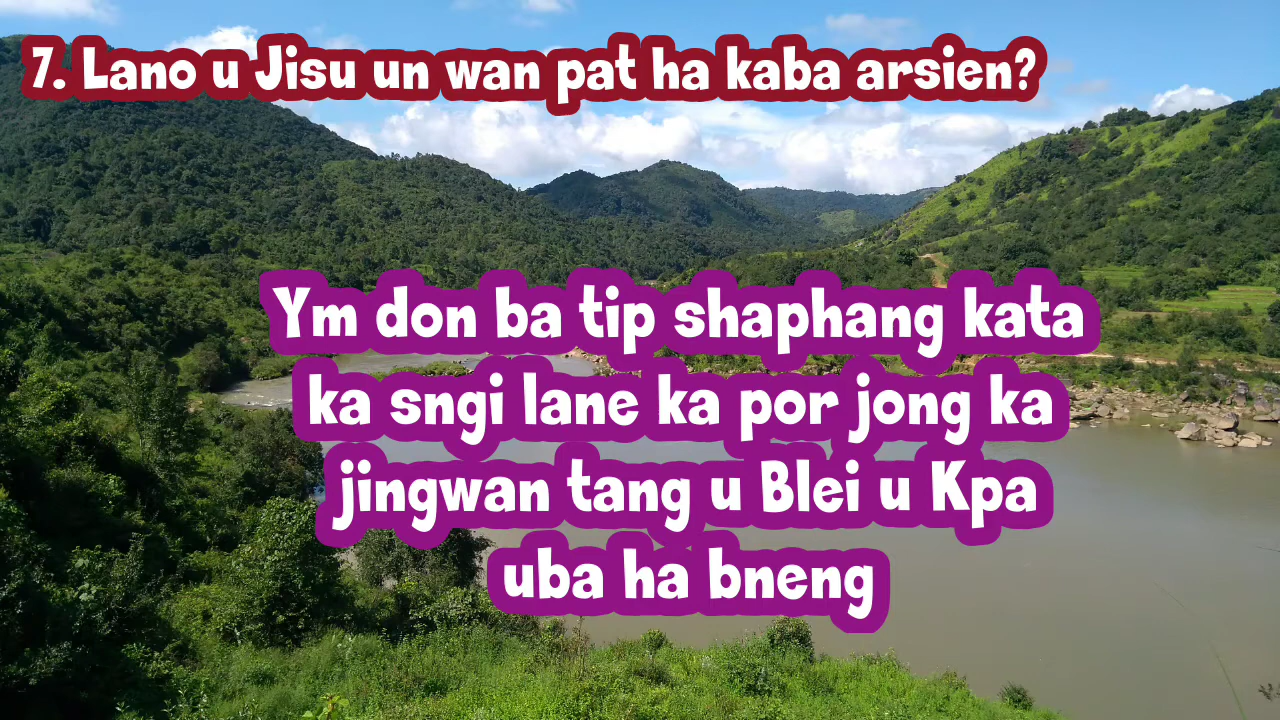 7. Lano u Jisu un wan pat ha kaba arsien?
Ym don ba tip shaphang kata
ka sngi lane ka por jong ka
jingwan tang u Blei u Kpa
uba ha bneng